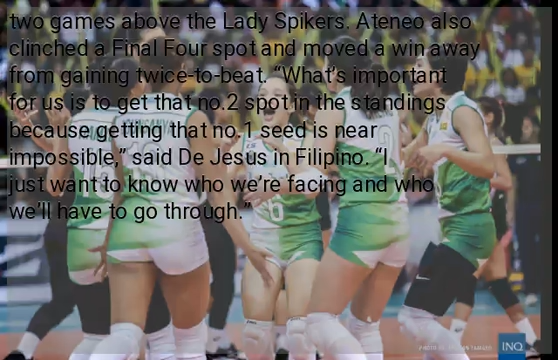 two games above the Lady Spikers. Ateneo also
clinched a Final Four spot and moved a win away
from gaining twice-to-beat. “What’s important
for us is to get that no.2 spot in the standings
because getting that no.1 seed is near
impossible,” said De Jesus in Filipino. “I
just want to know who we’re facing and who
we’ll have to go through.”
6
INQ